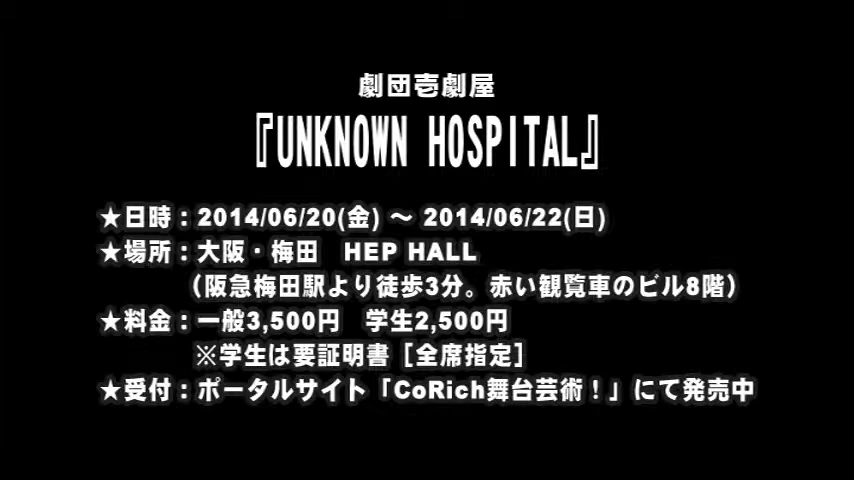 劇団壱劇屋
『UNKNOWN HOSPITAL』
★日時：2014/06/20(金) ～ 2014/06/22(日)
★場所：大阪・梅田　HEP HALL
（阪急梅田駅より徒歩3分。赤い観覧車のビル8階）
★料金：一般3,500円　学生2,500円
※学生は要証明書［全席指定］
★受付：ポータルサイト「CoRich舞台芸術！」にて発売中